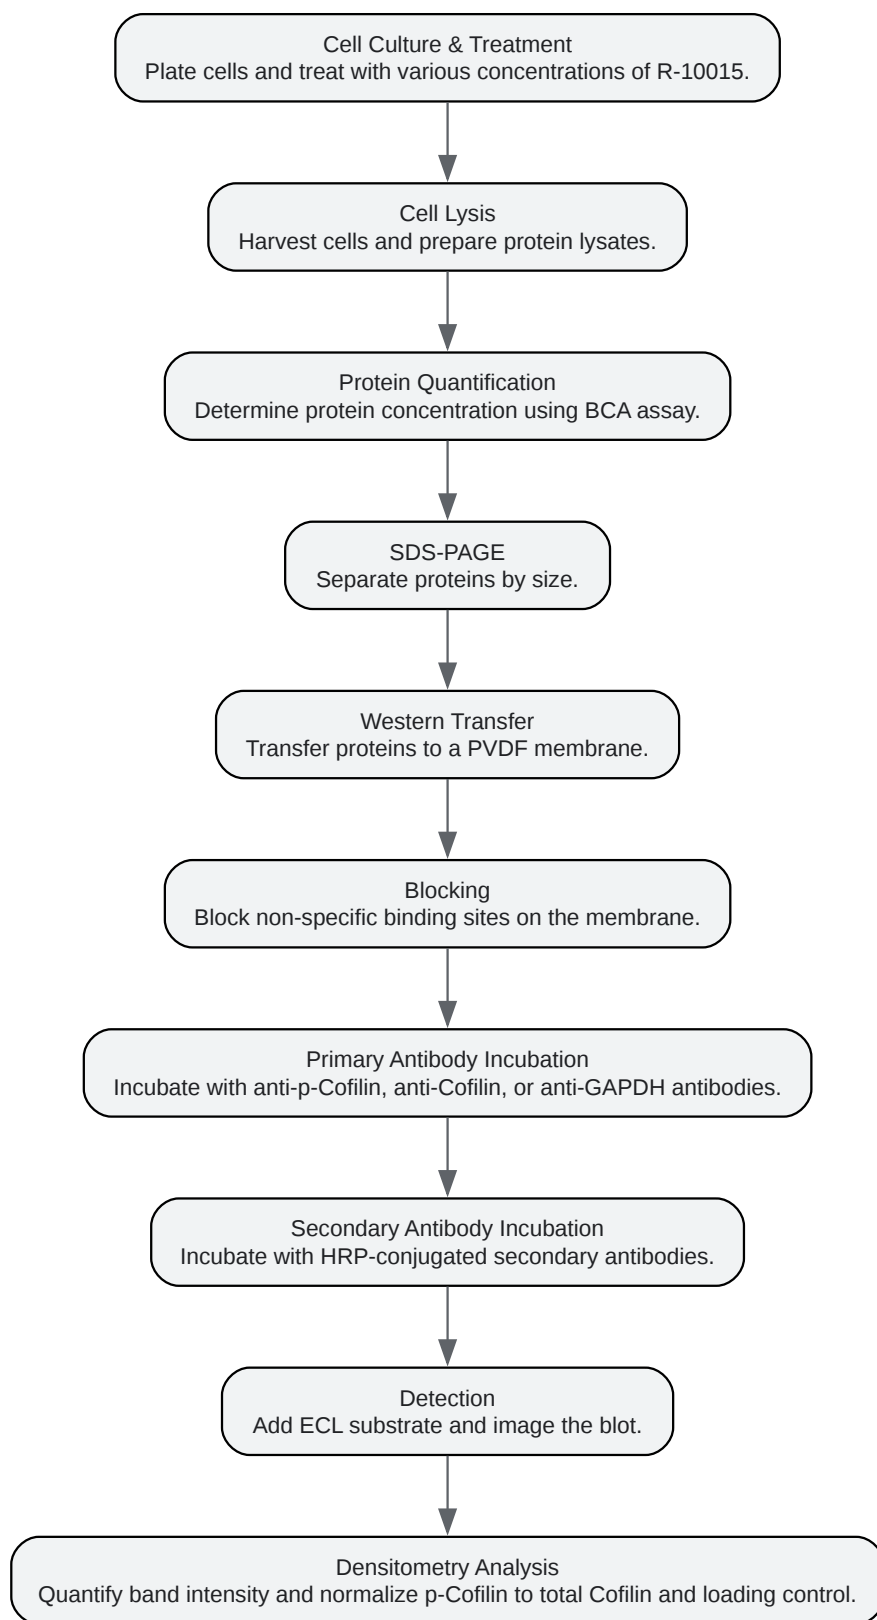 Cell Culture & Treatment
Plate cells and treat with various concentrations of R-10015.
Cell Lysis
Harvest cells and prepare protein lysates.
Protein Quantification
Determine protein concentration using BCA assay.
SDS-PAGE
Separate proteins by size.
Western Transfer
Transfer proteins to a PVDF membrane.
Blocking
Block non-specific binding sites on the membrane.
Primary Antibody Incubation
Incubate with anti-p-Cofilin, anti-Cofilin, or anti-GAPDH antibodies.
Secondary Antibody Incubation
Incubate with HRP-conjugated secondary antibodies.
Detection
Add ECL substrate and image the blot.
Densitometry Analysis
Quantify band intensity and normalize p-Cofilin to total Cofilin and loading control.